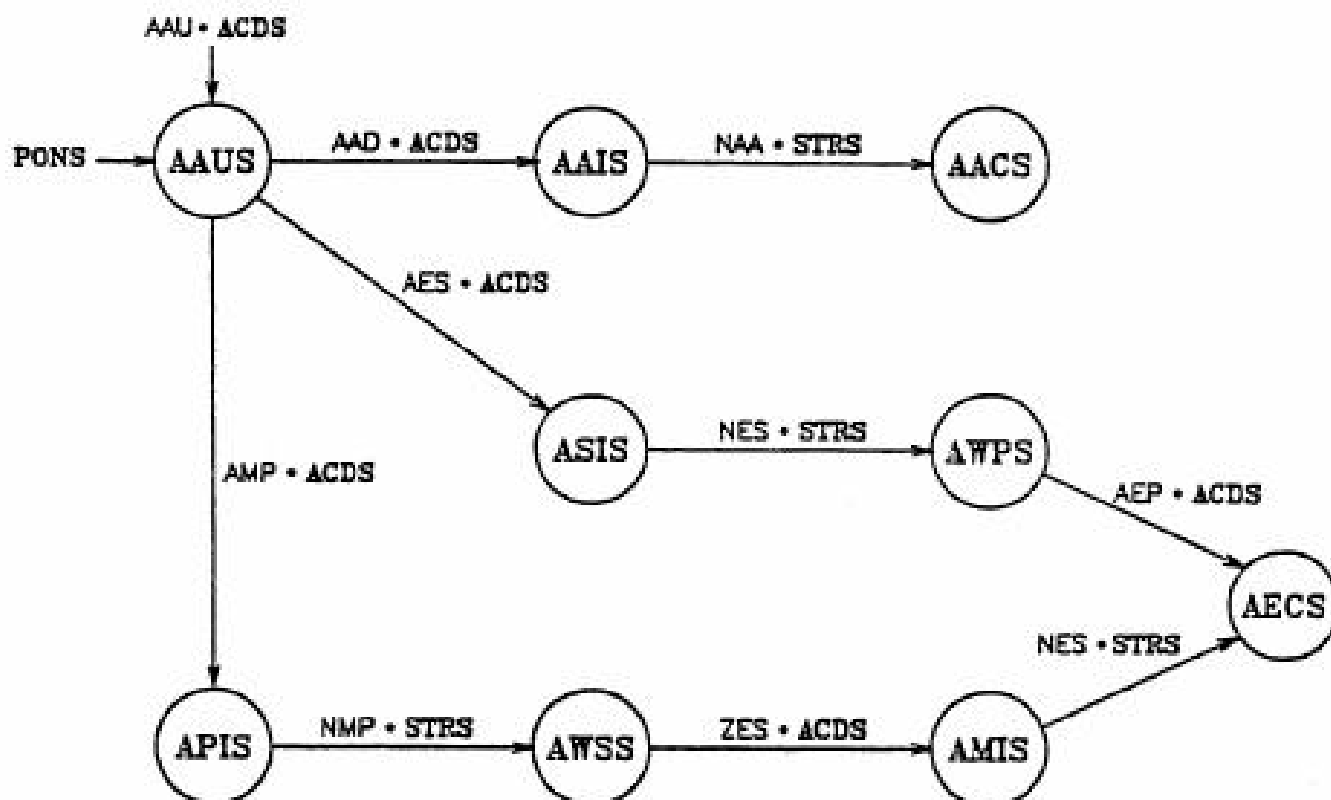 AAU • ACDS
PONS
AAUS
AAD • ACDS
AAIS
NAA • STRS
AACS
AES • ACDS
ASIS
NES • STRS
AWPS
AMP • ACDS
AEP • ACDS
AECS
NES • STRS
APIS
NMP • STRS
AWSS
ZES • ACDS
AMIS